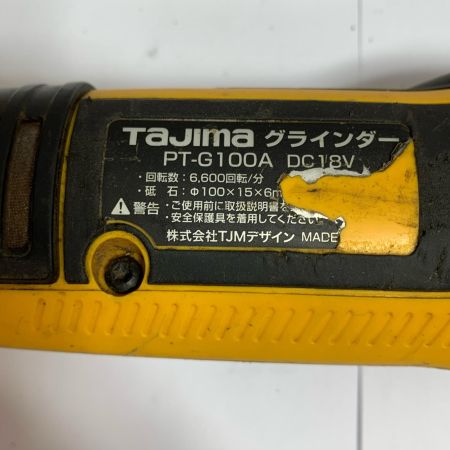 TaJima グラインダー
PT-G100A DC18V
・回転数：6,600回転/分
・砥 石：Φ100×15×6m
警告 ・ご使用前に取扱説明書を
・安全保護具を着用してください
株式会社TJMデザイン MADE